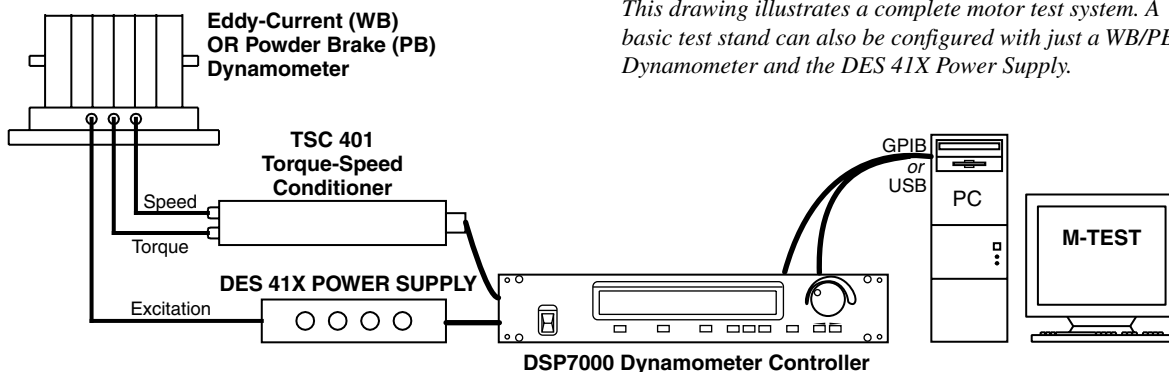 Eddy-Current (WB)
OR Powder Brake (PB)
Dynamometer
This drawing illustrates a complete motor test system. A
basic test stand can also be configured with just a WB/PB
Dynamometer and the DES 41X Power Supply.
TSC 401
Torque-Speed
Conditioner
Speed
Torque
GPIB
or
USB
PC
M-TEST
DES 41X POWER SUPPLY
Excitation
DSP7000 Dynamometer Controller